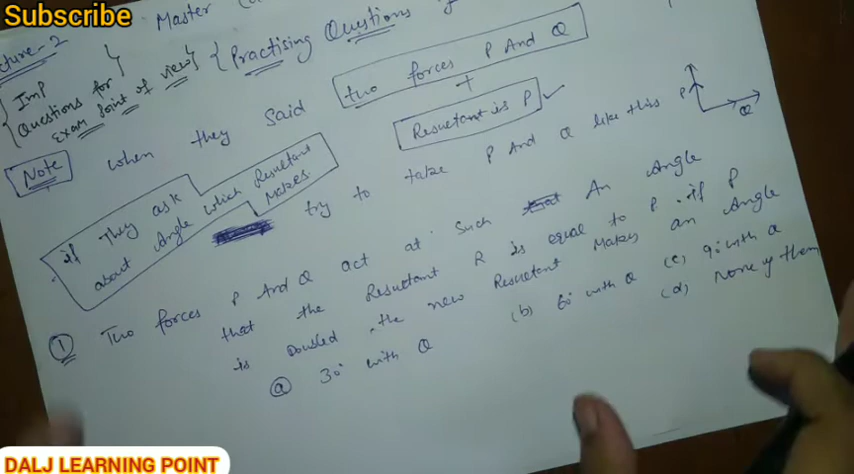 Subscribe
Lecture-2
Master
{ Imp
Questions for
Exam point of view }
{ Practising Questions
Note
when they said
two forces P And Q
+
Resuctant is P
if They ask
about Angle which Resultant
Makes.
try to take P And Q like this
P
Q
① Two forces P And Q act at such An Angle
that the Resultant R is equal to P. if P
is Doubled, the new Resuctant Makes an Angle
ⓐ 30° with Q
(b) 60° with Q
(c) 90° with Q
(d) None of them
DALJ LEARNING POINT